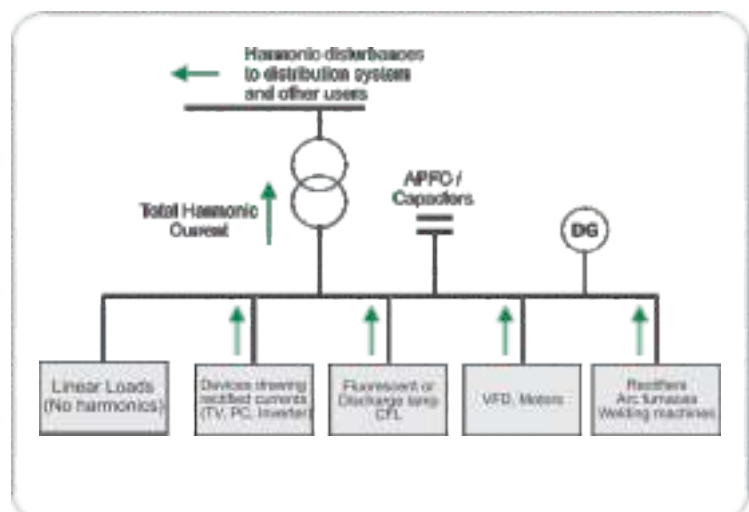 Harmonic disturbances
to distribution system
and other users
APFC /
Capacitors
Total Harmonic
Current
DG
Linear Loads
(No harmonics)
Devices drawing
rectified currents
(TV, PC, Inverter)
Fluorescent or
Discharge lamp
CFL
VFD, Motors
Rectifiers
Arc furnases
Welding machines